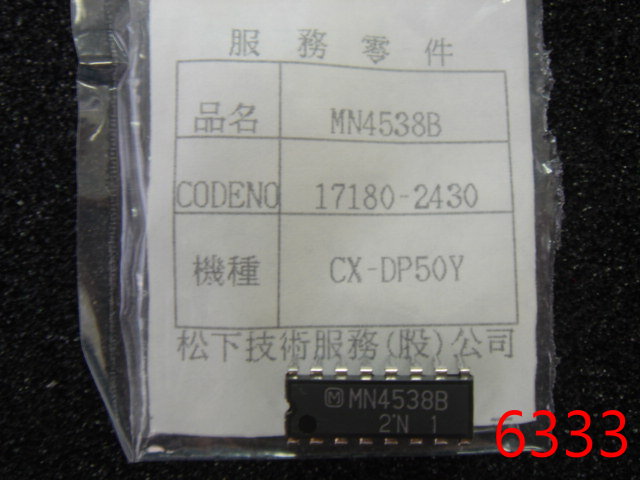 服務零件
品名 MN4538B
CODENO 17180-2430
機種 CX-DP50Y
松下技術服務(股)公司
M MN4538B
2'N 1
6333